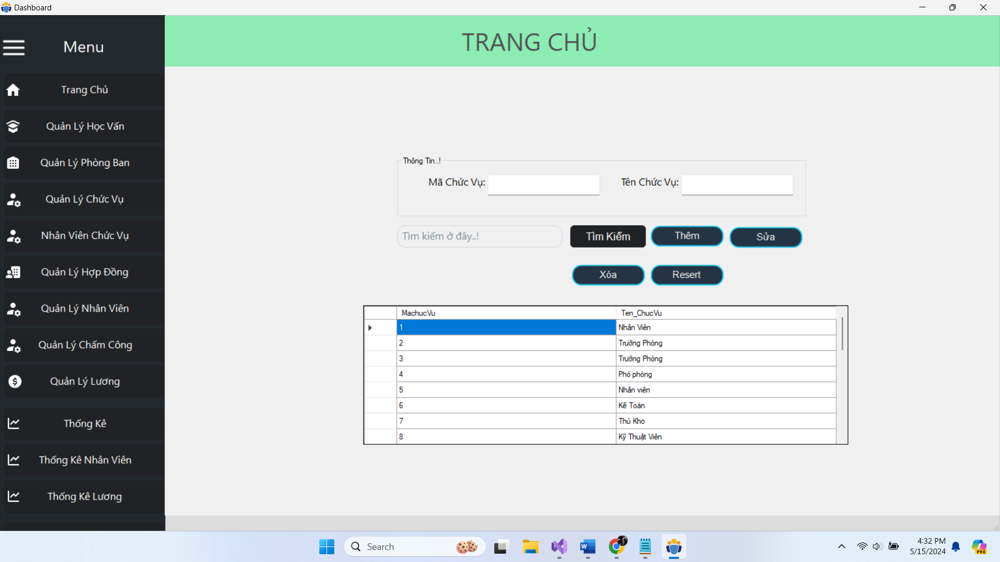 Dashboard
Menu
TRANG CHỦ
Trang Chủ
Quản Lý Học Vấn
Quản Lý Phòng Ban
Quản Lý Chức Vụ
Nhân Viên Chức Vụ
Quản Lý Hợp Đồng
Quản Lý Nhân Viên
Quản Lý Chấm Công
Quản Lý Lương
Thống Kê
Thống Kê Nhân Viên
Thống Kê Lương
Thông Tin..!
Mã Chức Vụ: Tên Chức Vụ:
Tìm kiếm ở đây..! Tìm Kiếm Thêm Sửa
Xóa Resert
MachucVu Ten_ChucVu
1 Nhân Viên
2 Trưởng Phòng
3 Trưởng Phòng
4 Phó phòng
5 Nhân viên
6 Kế Toán
7 Thủ Kho
8 Kỹ Thuật Viên
Search
4:32 PM
5/15/2024
PRE